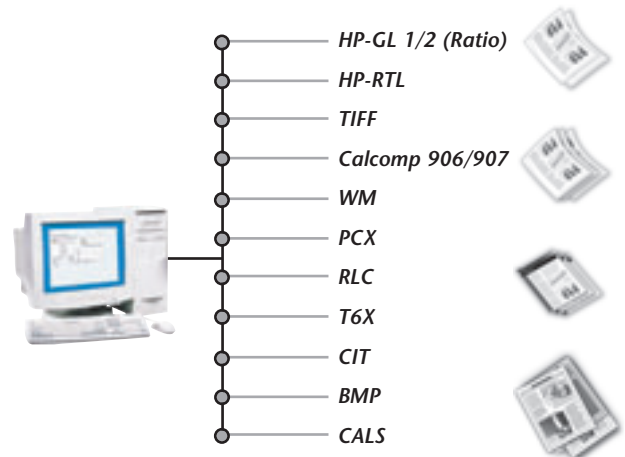 HP-GL 1/2 (Ratio)
HP-RTL
TIFF
Calcomp 906/907
WM
PCX
RLC
T6X
CIT
BMP
CALS